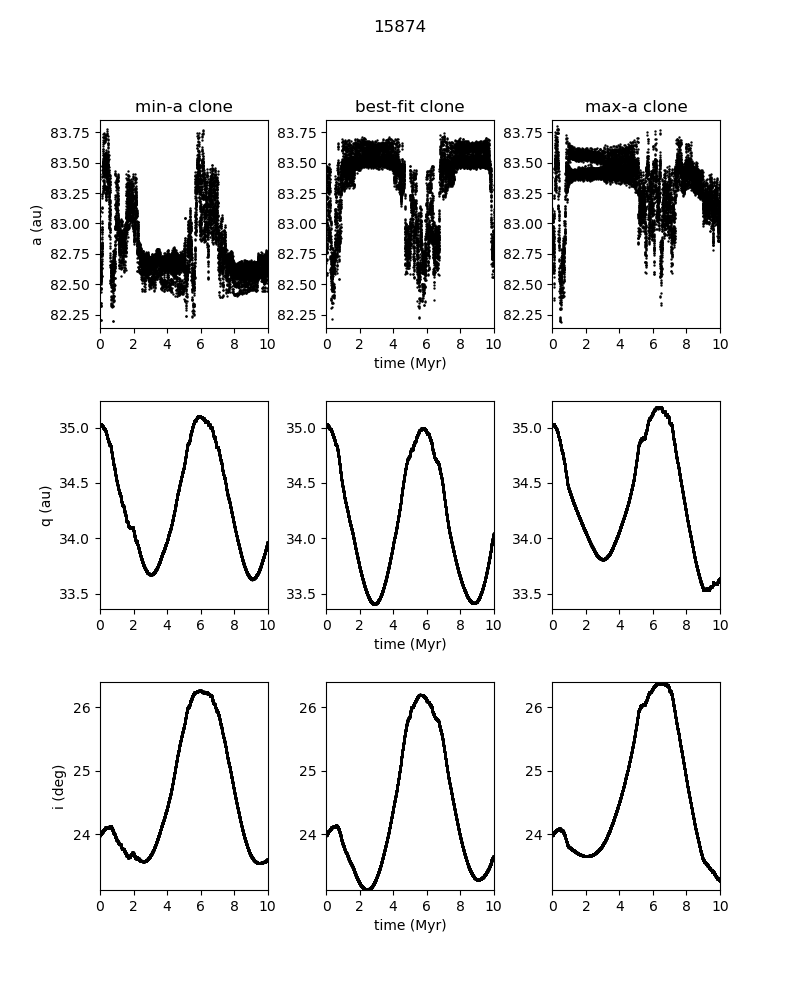 15874
min-a clone best-fit clone max-a clone
83.75 83.75 83.75
83.50 83.50 83.50
83.25 83.25 83.25
83.00 83.00 83.00
82.75 82.75 82.75
82.50 82.50 82.50
82.25 82.25 82.25
a (au)
0 2 4 6 8 10 0 2 4 6 8 10 0 2 4 6 8 10
time (Myr)
35.0 35.0 35.0
34.5 34.5 34.5
34.0 34.0 34.0
33.5 33.5 33.5
q (au)
0 2 4 6 8 10 0 2 4 6 8 10 0 2 4 6 8 10
time (Myr)
26 26 26
25 25 25
24 24 24
i (deg)
0 2 4 6 8 10 0 2 4 6 8 10 0 2 4 6 8 10
time (Myr)